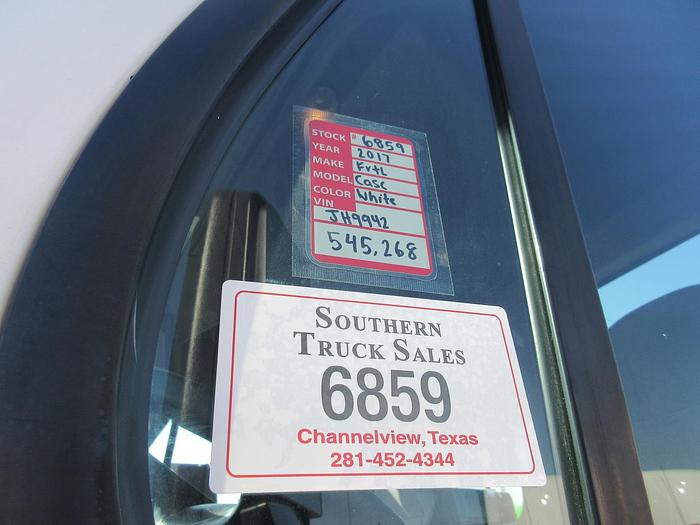 STOCK # 6859
YEAR 2017
MAKE Frtl
MODEL Casc
COLOR White
VIN
JH9942
545,268
SOUTHERN
TRUCK SALES
6859
Channelview, Texas
281-452-4344